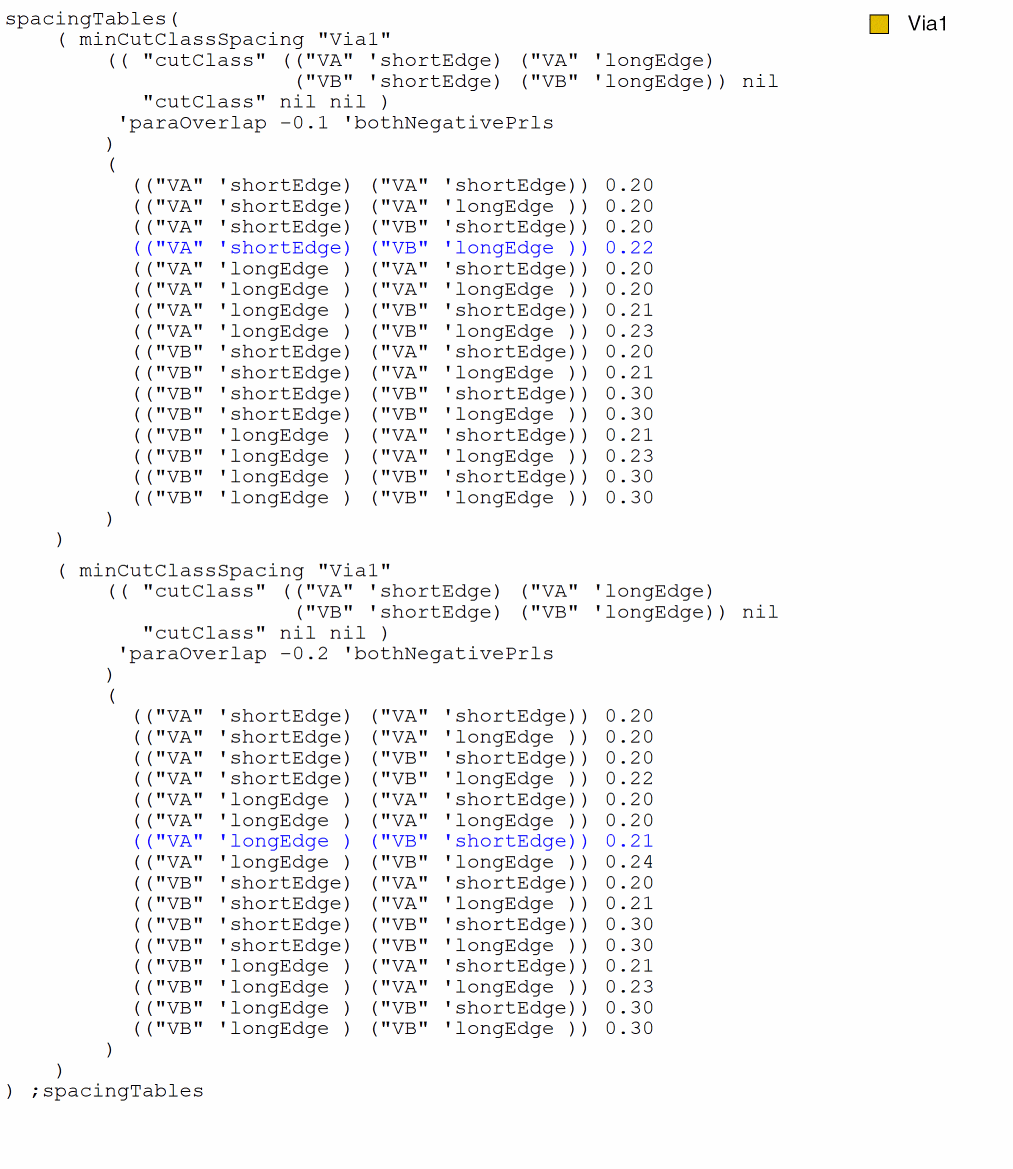 spacingTables(
( minCutClassSpacing "Via1"
(( "cutClass" (("VA" 'shortEdge) ("VA" 'longEdge)
("VB" 'shortEdge) ("VB" 'longEdge)) nil
"cutClass" nil nil )
'paraOverlap -0.1 'bothNegativePrls
)
(
(("VA" 'shortEdge) ("VA" 'shortEdge)) 0.20
(("VA" 'shortEdge) ("VA" 'longEdge )) 0.20
(("VA" 'shortEdge) ("VB" 'shortEdge)) 0.20
(("VA" 'shortEdge) ("VB" 'longEdge )) 0.22
(("VA" 'longEdge ) ("VA" 'shortEdge)) 0.20
(("VA" 'longEdge ) ("VA" 'longEdge )) 0.20
(("VA" 'longEdge ) ("VB" 'shortEdge)) 0.21
(("VA" 'longEdge ) ("VB" 'longEdge )) 0.23
(("VB" 'shortEdge) ("VA" 'shortEdge)) 0.20
(("VB" 'shortEdge) ("VA" 'longEdge )) 0.21
(("VB" 'shortEdge) ("VB" 'shortEdge)) 0.30
(("VB" 'shortEdge) ("VB" 'longEdge )) 0.30
(("VB" 'longEdge ) ("VA" 'shortEdge)) 0.21
(("VB" 'longEdge ) ("VA" 'longEdge )) 0.23
(("VB" 'longEdge ) ("VB" 'shortEdge)) 0.30
(("VB" 'longEdge ) ("VB" 'longEdge )) 0.30
)
)
( minCutClassSpacing "Via1"
(( "cutClass" (("VA" 'shortEdge) ("VA" 'longEdge)
("VB" 'shortEdge) ("VB" 'longEdge)) nil
"cutClass" nil nil )
'paraOverlap -0.2 'bothNegativePrls
)
(
(("VA" 'shortEdge) ("VA" 'shortEdge)) 0.20
(("VA" 'shortEdge) ("VA" 'longEdge )) 0.20
(("VA" 'shortEdge) ("VB" 'shortEdge)) 0.20
(("VA" 'shortEdge) ("VB" 'longEdge )) 0.22
(("VA" 'longEdge ) ("VA" 'shortEdge)) 0.20
(("VA" 'longEdge ) ("VA" 'longEdge )) 0.20
(("VA" 'longEdge ) ("VB" 'shortEdge)) 0.21
(("VA" 'longEdge ) ("VB" 'longEdge )) 0.24
(("VB" 'shortEdge) ("VA" 'shortEdge)) 0.20
(("VB" 'shortEdge) ("VA" 'longEdge )) 0.21
(("VB" 'shortEdge) ("VB" 'shortEdge)) 0.30
(("VB" 'shortEdge) ("VB" 'longEdge )) 0.30
(("VB" 'longEdge ) ("VA" 'shortEdge)) 0.21
(("VB" 'longEdge ) ("VA" 'longEdge )) 0.23
(("VB" 'longEdge ) ("VB" 'shortEdge)) 0.30
(("VB" 'longEdge ) ("VB" 'longEdge )) 0.30
)
)
) ;spacingTables
Via1